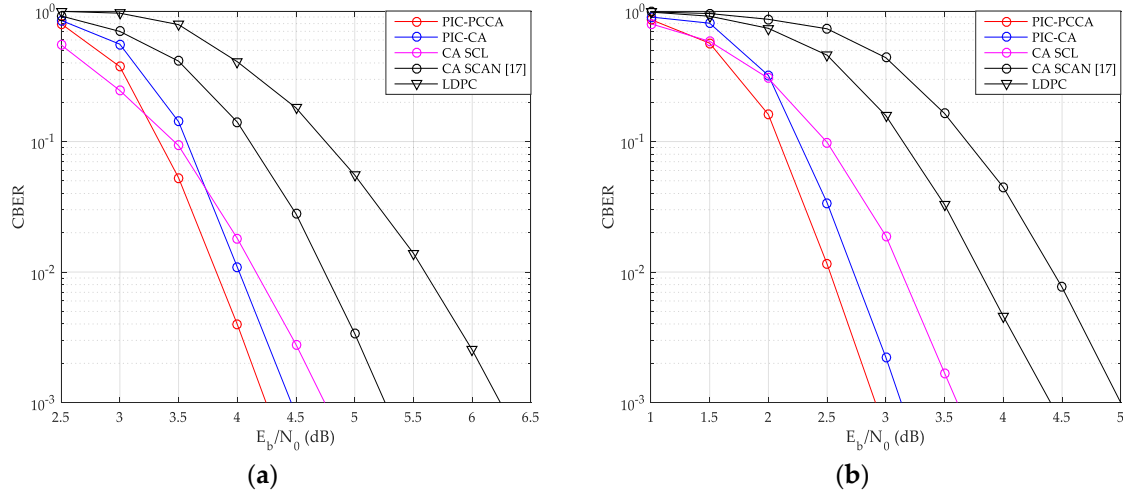 10^0
10^-1
10^-2
10^-3
CBER
2.5 3 3.5 4 4.5 5 5.5 6 6.5
E_b/N_0 (dB)
PIC-PCCA
PIC-CA
CA SCL
CA SCAN [17]
LDPC
(a)
10^0
10^-1
10^-2
10^-3
CBER
1 1.5 2 2.5 3 3.5 4 4.5 5
E_b/N_0 (dB)
PIC-PCCA
PIC-CA
CA SCL
CA SCAN [17]
LDPC
(b)